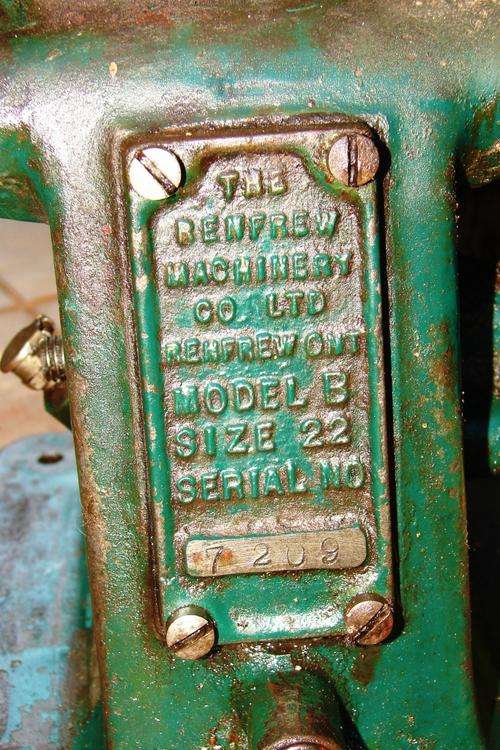 THE
RENFREW
MACHINERY
CO. LTD
RENFREW ONT
MODEL B
SIZE 22
SERIAL NO
7209